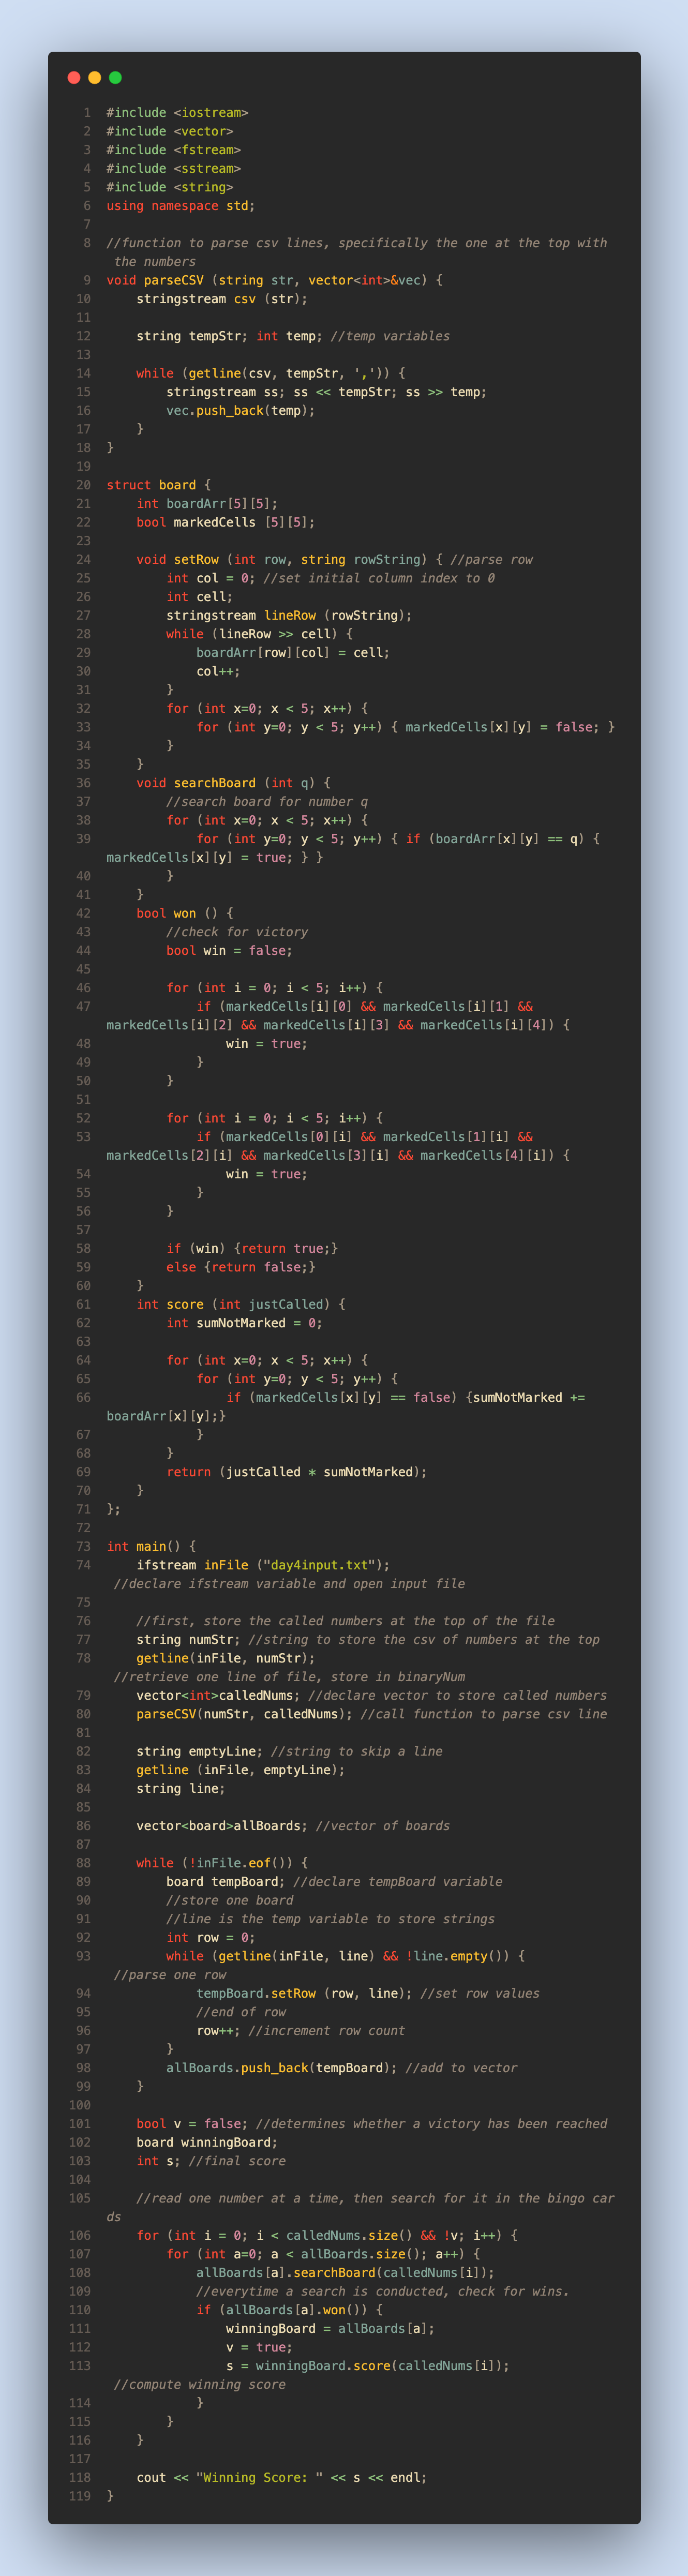 1 #include <iostream>
2 #include <vector>
3 #include <fstream>
4 #include <sstream>
5 #include <string>
6 using namespace std;
7
8 //function to parse csv lines, specifically the one at the top with
 the numbers
9 void parseCSV (string str, vector<int>&vec) {
10     stringstream csv (str);
11
12     string tempStr; int temp; //temp variables
13
14     while (getline(csv, tempStr, ',')) {
15         stringstream ss; ss << tempStr; ss >> temp;
16         vec.push_back(temp);
17     }
18 }
19
20 struct board {
21     int boardArr[5][5];
22     bool markedCells [5][5];
23
24     void setRow (int row, string rowString) { //parse row
25         int col = 0; //set initial column index to 0
26         int cell;
27         stringstream lineRow (rowString);
28         while (lineRow >> cell) {
29             boardArr[row][col] = cell;
30             col++;
31         }
32         for (int x=0; x < 5; x++) {
33             for (int y=0; y < 5; y++) { markedCells[x][y] = false; }
34         }
35     }
36     void searchBoard (int q) {
37         //search board for number q
38         for (int x=0; x < 5; x++) {
39             for (int y=0; y < 5; y++) { if (boardArr[x][y] == q) {
markedCells[x][y] = true; } }
40         }
41     }
42     bool won () {
43         //check for victory
44         bool win = false;
45
46         for (int i = 0; i < 5; i++) {
47             if (markedCells[i][0] && markedCells[i][1] &&
markedCells[i][2] && markedCells[i][3] && markedCells[i][4]) {
48                 win = true;
49             }
50         }
51
52         for (int i = 0; i < 5; i++) {
53             if (markedCells[0][i] && markedCells[1][i] &&
markedCells[2][i] && markedCells[3][i] && markedCells[4][i]) {
54                 win = true;
55             }
56         }
57
58         if (win) {return true;}
59         else {return false;}
60     }
61     int score (int justCalled) {
62         int sumNotMarked = 0;
63
64         for (int x=0; x < 5; x++) {
65             for (int y=0; y < 5; y++) {
66                 if (markedCells[x][y] == false) {sumNotMarked +=
boardArr[x][y];}
67             }
68         }
69         return (justCalled * sumNotMarked);
70     }
71 };
72
73 int main() {
74     ifstream inFile ("day4input.txt");
 //declare ifstream variable and open input file
75
76     //first, store the called numbers at the top of the file
77     string numStr; //string to store the csv of numbers at the top
78     getline(inFile, numStr);
 //retrieve one line of file, store in binaryNum
79     vector<int>calledNums; //declare vector to store called numbers
80     parseCSV(numStr, calledNums); //call function to parse csv line
81
82     string emptyLine; //string to skip a line
83     getline (inFile, emptyLine);
84     string line;
85
86     vector<board>allBoards; //vector of boards
87
88     while (!inFile.eof()) {
89         board tempBoard; //declare tempBoard variable
90         //store one board
91         //line is the temp variable to store strings
92         int row = 0;
93         while (getline(inFile, line) && !line.empty()) {
 //parse one row
94             tempBoard.setRow (row, line); //set row values
95             //end of row
96             row++; //increment row count
97         }
98         allBoards.push_back(tempBoard); //add to vector
99     }
100
101     bool v = false; //determines whether a victory has been reached
102     board winningBoard;
103     int s; //final score
104
105     //read one number at a time, then search for it in the bingo car
ds
106     for (int i = 0; i < calledNums.size() && !v; i++) {
107         for (int a=0; a < allBoards.size(); a++) {
108             allBoards[a].searchBoard(calledNums[i]);
109             //everytime a search is conducted, check for wins.
110             if (allBoards[a].won()) {
111                 winningBoard = allBoards[a];
112                 v = true;
113                 s = winningBoard.score(calledNums[i]);
 //compute winning score
114             }
115         }
116     }
117
118     cout << "Winning Score: " << s << endl;
119 }